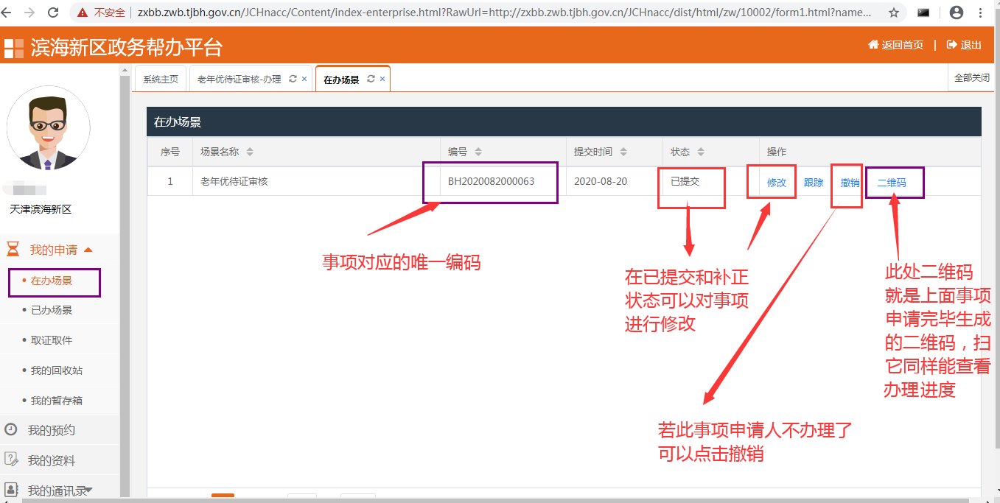 不安全 zxbb.zwb.tjbh.gov.cn/JCHnacc/Content/index-enterprise.html?RawUrl=http://zxbb.zwb.tjbh.gov.cn/JCHnacc/dist/html/zw/10002/form1.html?name...
滨海新区政务帮办平台
返回首页 | 退出
系统主页 老年优待证审核-办理 在办场景 全部关闭
天津滨海新区
我的申请
• 在办场景
• 已办场景
• 取证取件
• 我的回收站
• 我的暂存箱
我的预约
我的资料
我的通讯录
在办场景
序号 场景名称 编号 提交时间 状态 操作
1 老年优待证审核 BH2020082000063 2020-08-20 已提交 修改 跟踪 撤销 二维码
事项对应的唯一编码
在已提交和补正
状态可以对事项
进行修改
此处二维码
就是上面事项
申请完毕生成
的二维码，扫
它同样能查看
办理进度
若此事项申请人不办理了
可以点击撤销